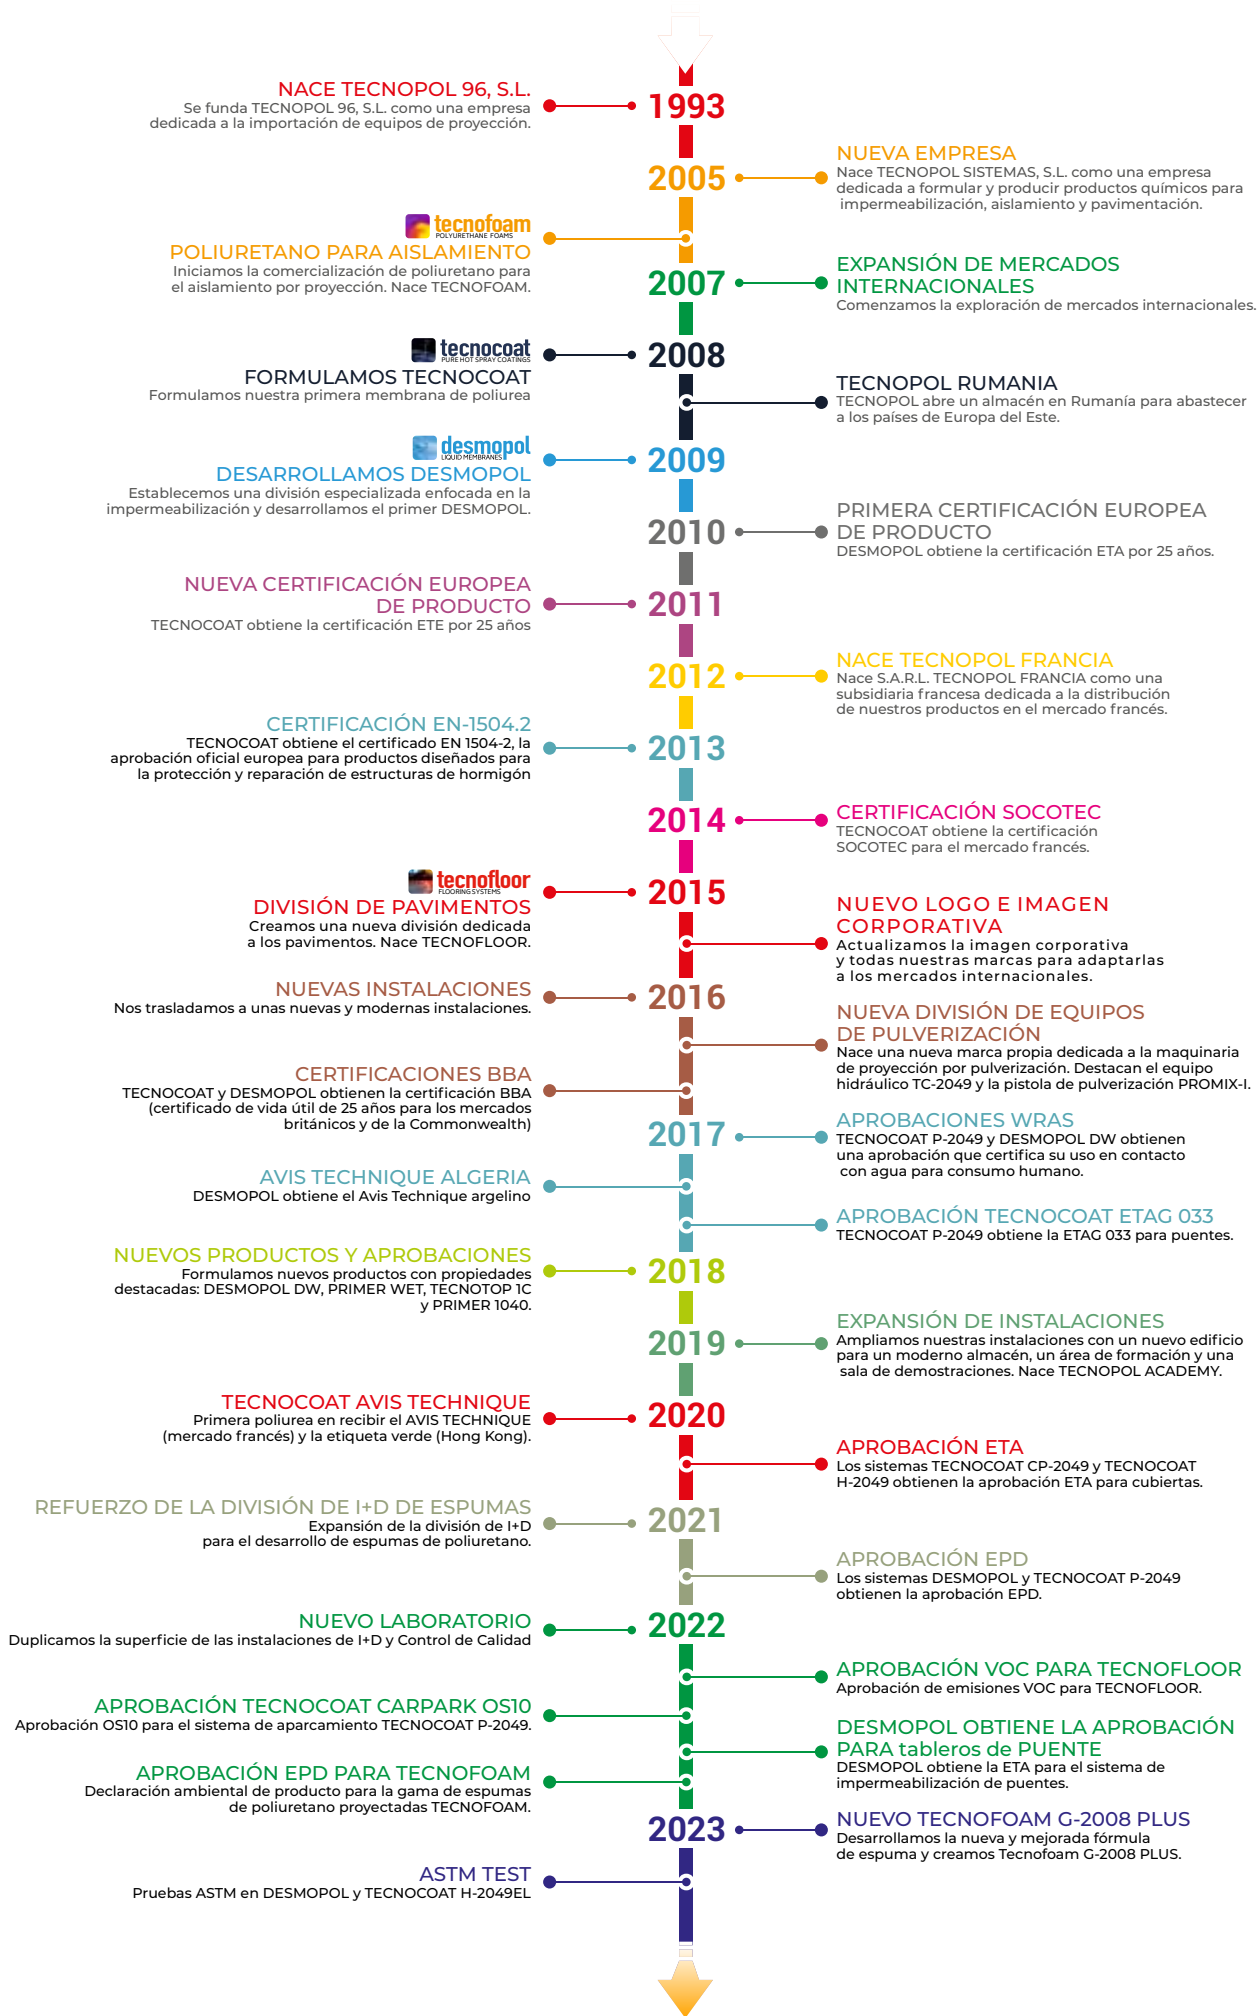 1993
NACE TECNOPOL 96, S.L.
Se funda TECNOPOL 96, S.L. como una empresa
dedicada a la importación de equipos de proyección.
2005
NUEVA EMPRESA
Nace TECNOPOL SISTEMAS, S.L. como una empresa
dedicada a formular y producir productos químicos para
impermeabilización, aislamiento y pavimentación.
tecnofoam
POLYURETHANE FOAMS
POLIURETANO PARA AISLAMIENTO
Iniciamos la comercialización de poliuretano para
el aislamiento por proyección. Nace TECNOFOAM.
2007
EXPANSIÓN DE MERCADOS
INTERNACIONALES
Comenzamos la exploración de mercados internacionales.
2008
tecnocoat
PURE HOT SPRAY COATINGS
FORMULAMOS TECNOCOAT
Formulamos nuestra primera membrana de poliurea
TECNOPOL RUMANIA
TECNOPOL abre un almacén en Rumanía para abastecer
a los países de Europa del Este.
2009
desmopol
LIQUID MEMBRANES
DESARROLLAMOS DESMOPOL
Establecemos una división especializada enfocada en la
impermeabilización y desarrollamos el primer DESMOPOL.
2010
PRIMERA CERTIFICACIÓN EUROPEA
DE PRODUCTO
DESMOPOL obtiene la certificación ETA por 25 años.
2011
NUEVA CERTIFICACIÓN EUROPEA
DE PRODUCTO
TECNOCOAT obtiene la certificación ETE por 25 años
2012
NACE TECNOPOL FRANCIA
Nace S.A.R.L. TECNOPOL FRANCIA como una
subsidiaria francesa dedicada a la distribución
de nuestros productos en el mercado francés.
2013
CERTIFICACIÓN EN-1504.2
TECNOCOAT obtiene el certificado EN 1504-2, la
aprobación oficial europea para productos diseñados para
la protección y reparación de estructuras de hormigón
2014
CERTIFICACIÓN SOCOTEC
TECNOCOAT obtiene la certificación
SOCOTEC para el mercado francés.
2015
tecnofloor
FLOORING SYSTEMS
DIVISIÓN DE PAVIMENTOS
Creamos una nueva división dedicada
a los pavimentos. Nace TECNOFLOOR.
NUEVO LOGO E IMAGEN
CORPORATIVA
Actualizamos la imagen corporativa
y todas nuestras marcas para adaptarlas
a los mercados internacionales.
2016
NUEVAS INSTALACIONES
Nos trasladamos a unas nuevas y modernas instalaciones.
NUEVA DIVISIÓN DE EQUIPOS
DE PULVERIZACIÓN
Nace una nueva marca propia dedicada a la maquinaria
de proyección por pulverización. Destacan el equipo
hidráulico TC-2049 y la pistola de pulverización PROMIX-I.
CERTIFICACIONES BBA
TECNOCOAT y DESMOPOL obtienen la certificación BBA
(certificado de vida útil de 25 años para los mercados
británicos y de la Commonwealth)
2017
APROBACIONES WRAS
TECNOCOAT P-2049 y DESMOPOL DW obtienen
una aprobación que certifica su uso en contacto
con agua para consumo humano.
AVIS TECHNIQUE ALGERIA
DESMOPOL obtiene el Avis Technique argelino
APROBACIÓN TECNOCOAT ETAG 033
TECNOCOAT P-2049 obtiene la ETAG 033 para puentes.
2018
NUEVOS PRODUCTOS Y APROBACIONES
Formulamos nuevos productos con propiedades
destacadas: DESMOPOL DW, PRIMER WET, TECNOTOP 1C
y PRIMER 1040.
2019
EXPANSIÓN DE INSTALACIONES
Ampliamos nuestras instalaciones con un nuevo edificio
para un moderno almacén, un área de formación y una
sala de demostraciones. Nace TECNOPOL ACADEMY.
2020
TECNOCOAT AVIS TECHNIQUE
Primera poliurea en recibir el AVIS TECHNIQUE
(mercado francés) y la etiqueta verde (Hong Kong).
APROBACIÓN ETA
Los sistemas TECNOCOAT CP-2049 y TECNOCOAT
H-2049 obtienen la aprobación ETA para cubiertas.
2021
REFUERZO DE LA DIVISIÓN DE I+D DE ESPUMAS
Expansión de la división de I+D
para el desarrollo de espumas de poliuretano.
APROBACIÓN EPD
Los sistemas DESMOPOL y TECNOCOAT P-2049
obtienen la aprobación EPD.
2022
NUEVO LABORATORIO
Duplicamos la superficie de las instalaciones de I+D y Control de Calidad
APROBACIÓN VOC PARA TECNOFLOOR
Aprobación de emisiones VOC para TECNOFLOOR.
APROBACIÓN TECNOCOAT CARPARK OS10
Aprobación OS10 para el sistema de aparcamiento TECNOCOAT P-2049.
DESMOPOL OBTIENE LA APROBACIÓN
PARA tableros de PUENTE
DESMOPOL obtiene la ETA para el sistema de
impermeabilización de puentes.
APROBACIÓN EPD PARA TECNOFOAM
Declaración ambiental de producto para la gama de espumas
de poliuretano proyectadas TECNOFOAM.
2023
NUEVO TECNOFOAM G-2008 PLUS
Desarrollamos la nueva y mejorada fórmula
de espuma y creamos Tecnofoam G-2008 PLUS.
ASTM TEST
Pruebas ASTM en DESMOPOL y TECNOCOAT H-2049EL